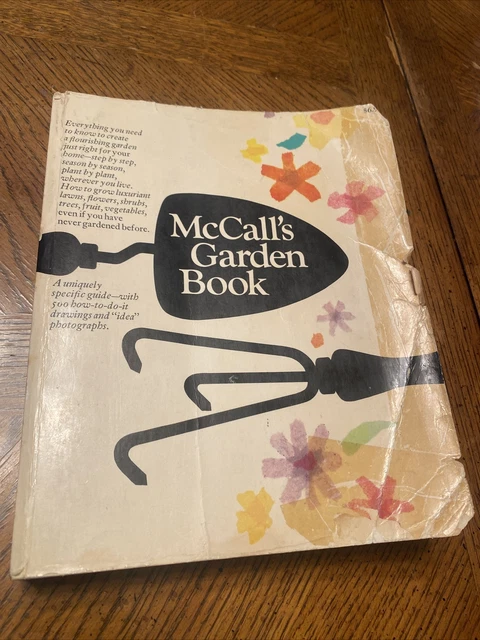 Everything you need
to know to create
a flourishing garden
just right for your
home—step by step,
season by season,
plant by plant,
wherever you live.
How to grow luxuriant
lawns, flowers, shrubs,
trees, fruit, vegetables,
even if you have
never gardened before.
McCall's
Garden
Book
A uniquely
specific guide—with
500 how-to-do-it
drawings and "idea"
photographs.